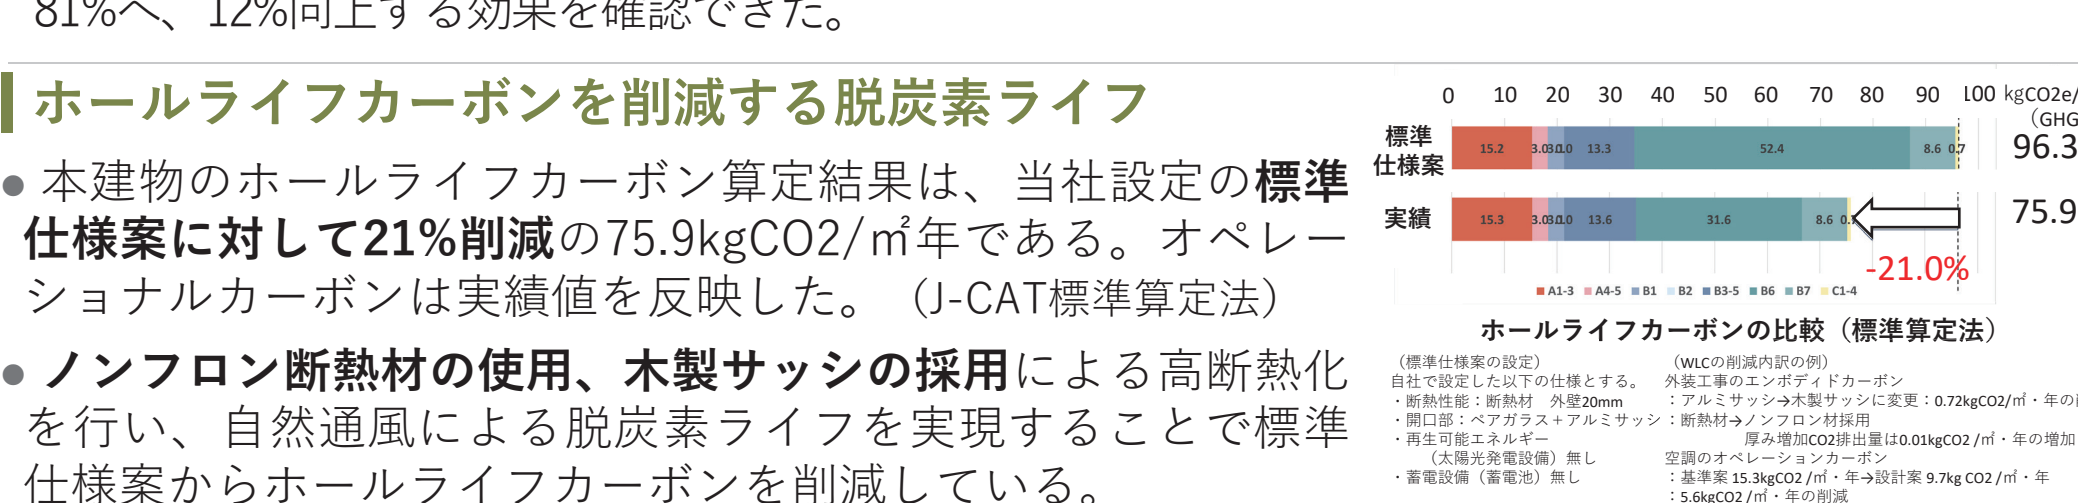 81%へ、12%向上する効果を確認できた。
ホールライフカーボンを削減する脱炭素ライフ
● 本建物のホールライフカーボン算定結果は、当社設定の標準
仕様案に対して21%削減の75.9kgCO2/㎡年である。オペレー
ショナルカーボンは実績値を反映した。（J-CAT標準算定法）
● ノンフロン断熱材の使用、木製サッシの採用による高断熱化
を行い、自然通風による脱炭素ライフを実現することで標準
仕様案からホールライフカーボンを削減している。
0 10 20 30 40 50 60 70 80 90 100 kgCO2e/
（GHG
標準
仕様案
15.2 3.0 3.0 1.0 13.3 52.4 8.6 0.7
96.3
実績
15.3 3.0 3.0 1.0 13.6 31.6 8.6
75.9
-21.0%
A1-3 A4-5 B1 B2 B3-5 B6 B7 C1-4
ホールライフカーボンの比較（標準算定法）
（標準仕様案の設定）
自社で設定した以下の仕様とする。
・断熱性能：断熱材　外壁20mm
・開口部：ペアガラス＋アルミサッシ
・再生可能エネルギー
（太陽光発電設備）無し
・蓄電設備（蓄電池）無し
（WLCの削減内訳の例）
外装工事のエンボディドカーボン
：アルミサッシ→木製サッシに変更：0.72kgCO2/㎡・年の
：断熱材→ノンフロン材採用
厚み増加CO2排出量は0.01kgCO2 /㎡・年の増加
空調のオペレーションカーボン
：基準案 15.3kgCO2 /㎡・年→設計案 9.7kg CO2 /㎡・年
：5.6kgCO2 /㎡・年の削減